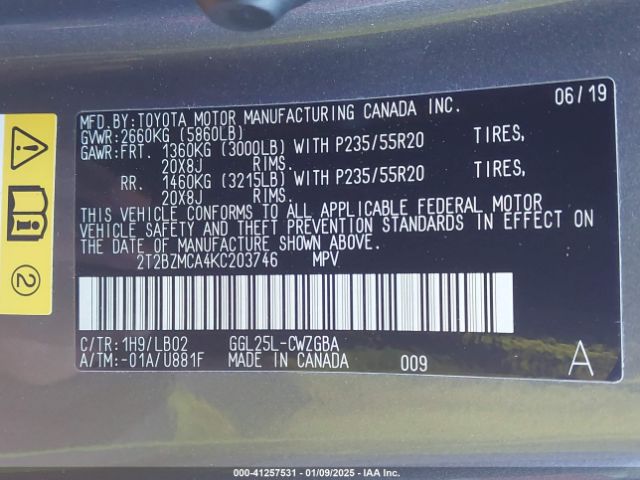 MFD.BY:TOYOTA MOTOR MANUFACTURING CANADA INC. 06/19
GVWR:2660KG (5860LB)
GAWR:FRT. 1360KG (3000LB) WITH P235/55R20 TIRES,
20X8J RIMS.
RR. 1460KG (3215LB) WITH P235/55R20 TIRES,
20X8J RIMS.
THIS VEHICLE CONFORMS TO ALL APPLICABLE FEDERAL MOTOR
VEHICLE SAFETY AND THEFT PREVENTION STANDARDS IN EFFECT ON
THE DATE OF MANUFACTURE SHOWN ABOVE.
2T2BZMCA4KC203746 MPV
C/TR:1H9/LB02 GGL25L-CWZGBA
A/TM:-01A/U881F MADE IN CANADA 009 A
2
000-41257531 - 01/09/2025 - IAA Inc.